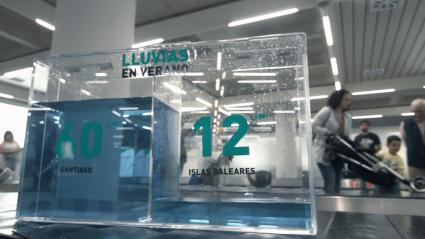 LLUVIAS
EN VERANO
60
SANTIAGO
12
ISLAS BALEARES